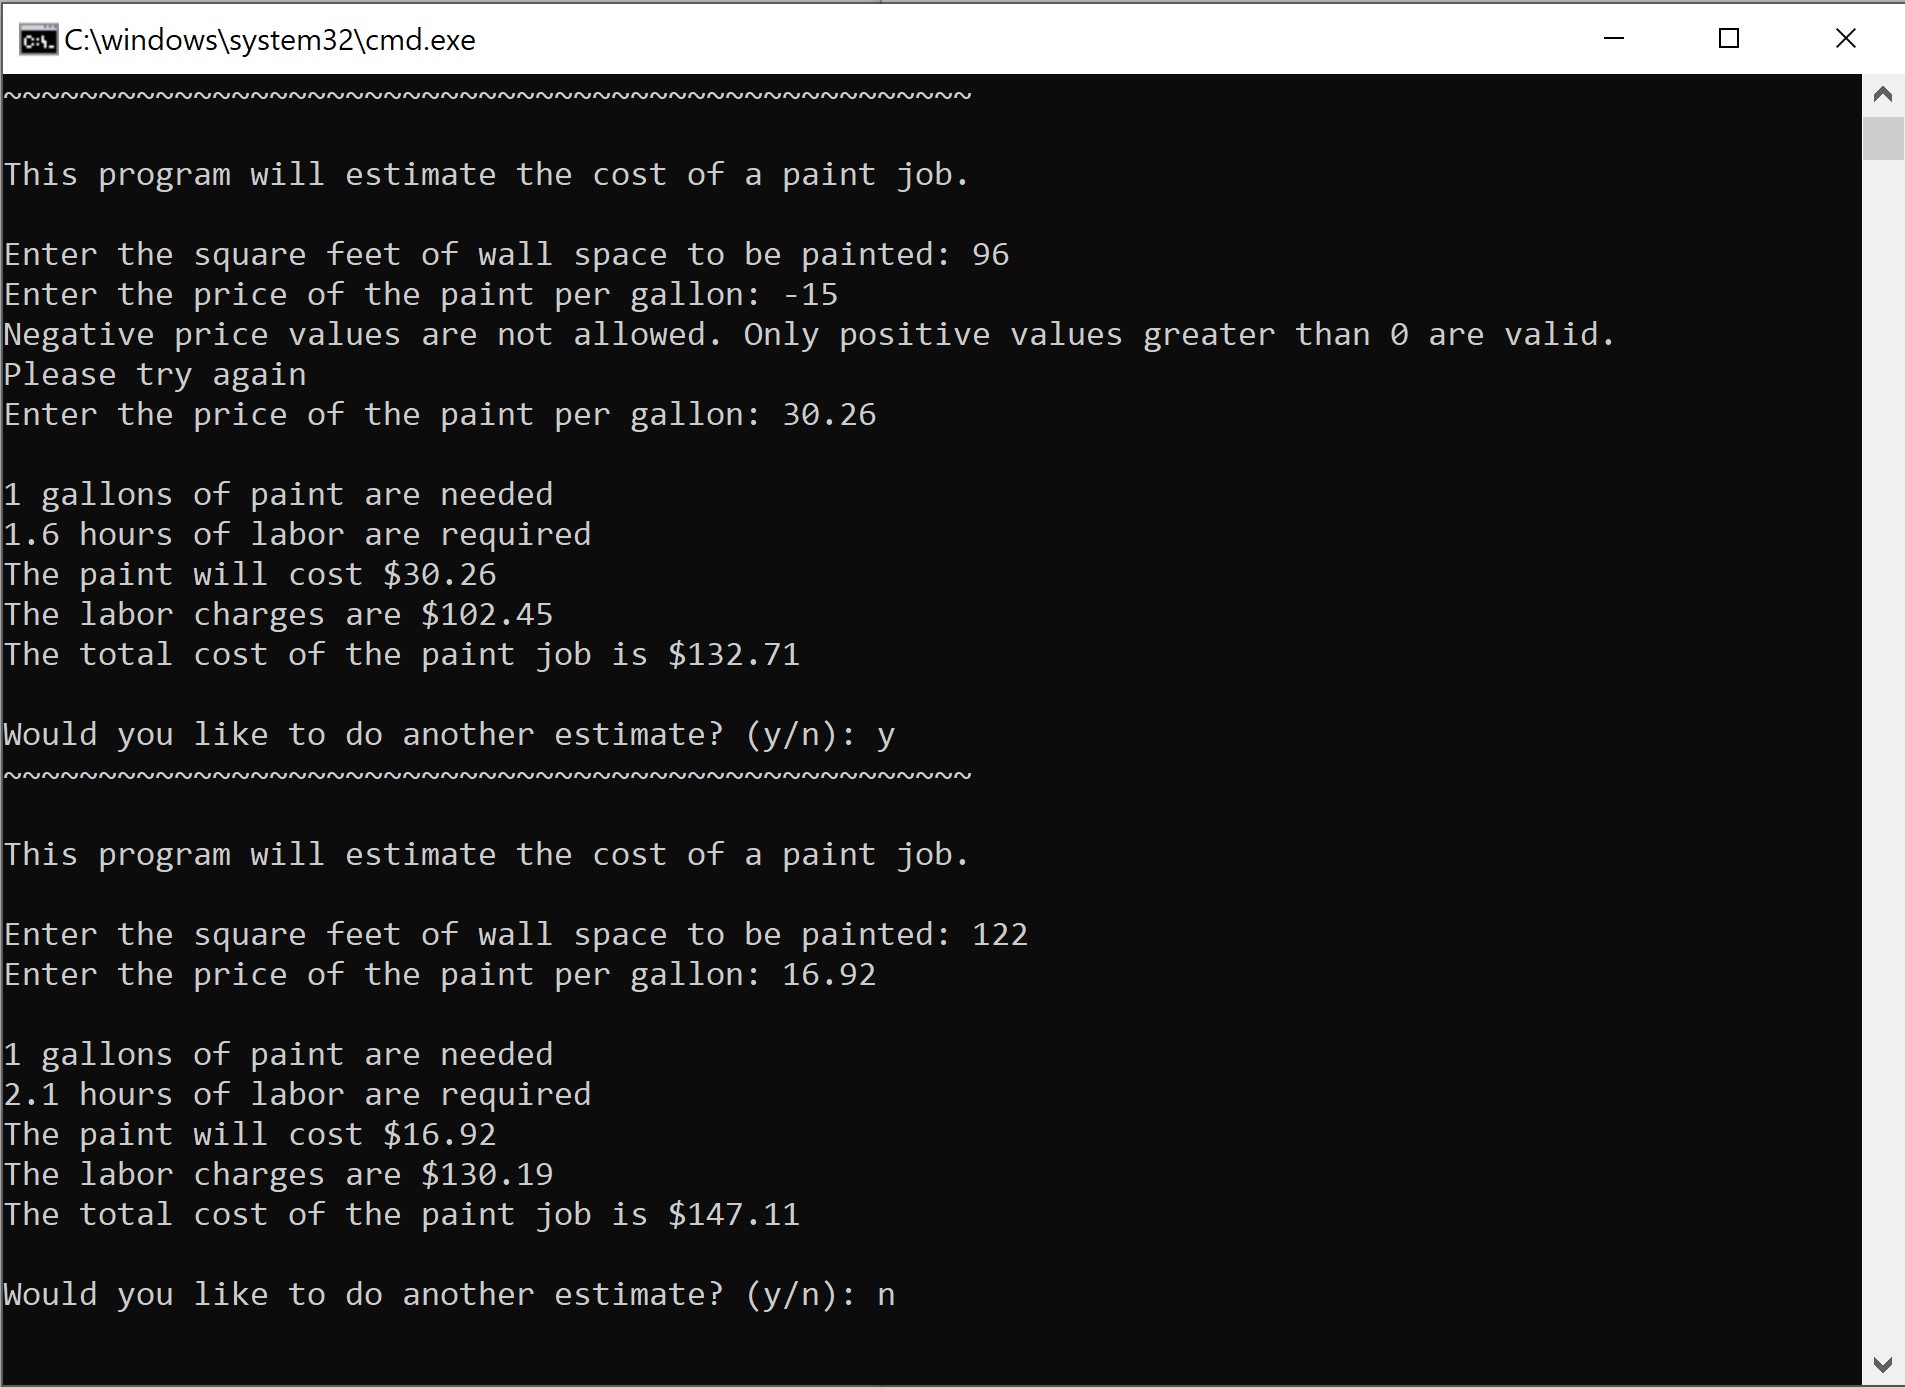 C:\windows\system32\cmd.exe
~~~~~~~~~~~~~~~~~~~~~~~~~~~~~~~~~~~~~~~~~~~~~~~~~~~
This program will estimate the cost of a paint job.
Enter the square feet of wall space to be painted: 96
Enter the price of the paint per gallon: -15
Negative price values are not allowed. Only positive values greater than 0 are valid.
Please try again
Enter the price of the paint per gallon: 30.26
1 gallons of paint are needed
1.6 hours of labor are required
The paint will cost $30.26
The labor charges are $102.45
The total cost of the paint job is $132.71
Would you like to do another estimate? (y/n): y
~~~~~~~~~~~~~~~~~~~~~~~~~~~~~~~~~~~~~~~~~~~~~~~~~~~
This program will estimate the cost of a paint job.
Enter the square feet of wall space to be painted: 122
Enter the price of the paint per gallon: 16.92
1 gallons of paint are needed
2.1 hours of labor are required
The paint will cost $16.92
The labor charges are $130.19
The total cost of the paint job is $147.11
Would you like to do another estimate? (y/n): n